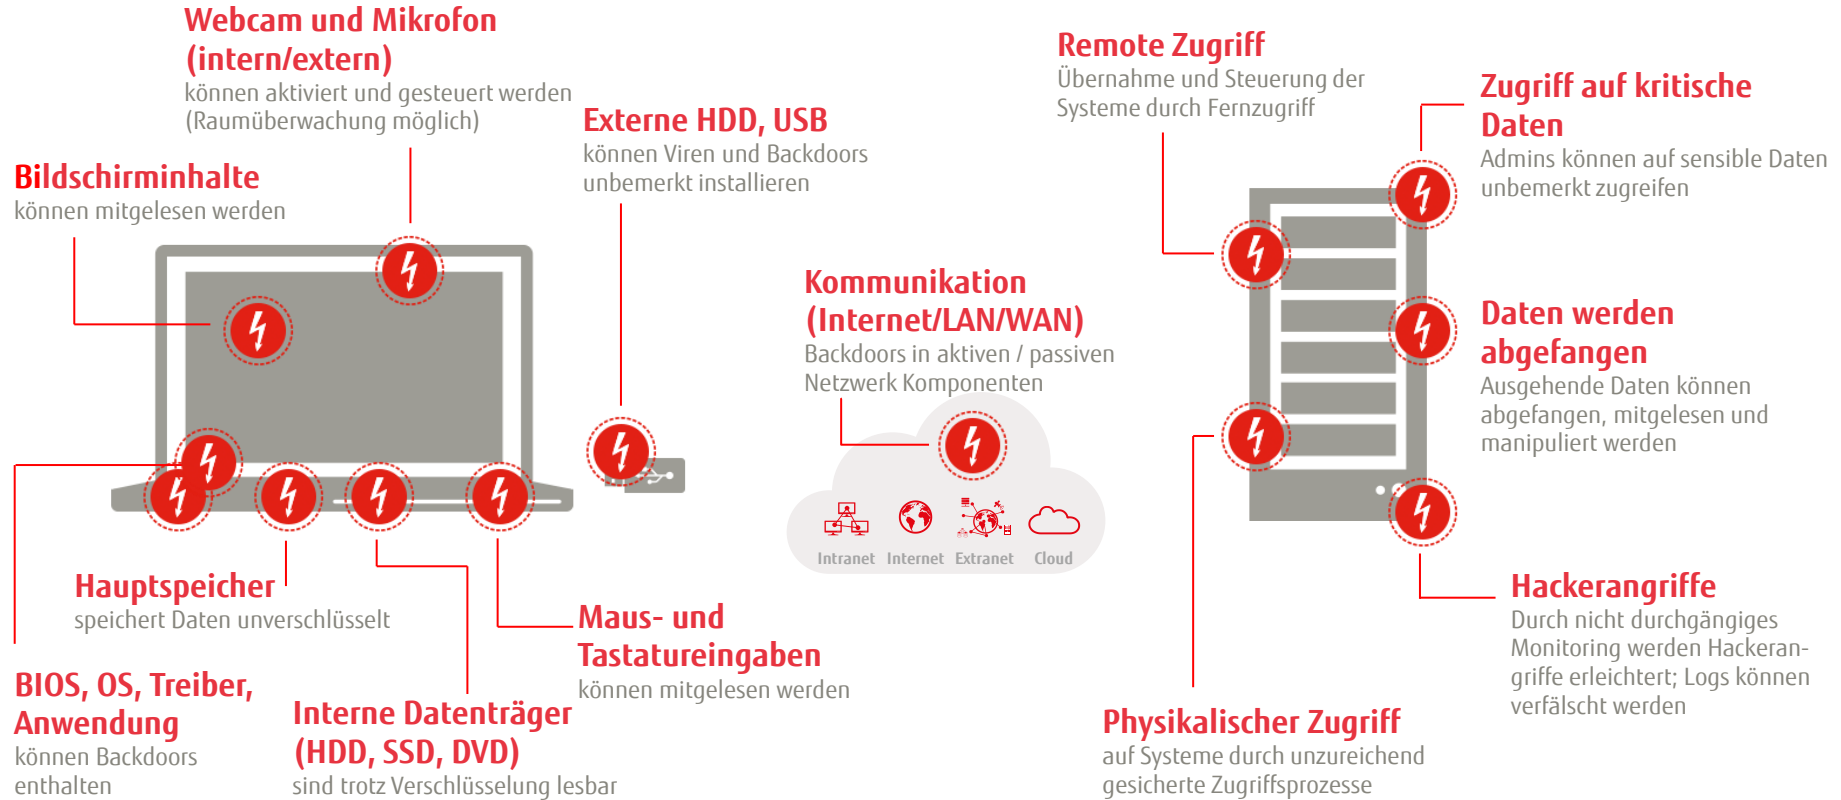 Webcam und Mikrofon
(intern/extern)
können aktiviert und gesteuert werden
(Raumüberwachung möglich)
Externe HDD, USB
können Viren und Backdoors
unbemerkt installieren
Bildschirminhalte
können mitgelesen werden
Hauptspeicher
speichert Daten unverschlüsselt
BIOS, OS, Treiber,
Anwendung
können Backdoors
enthalten
Interne Datenträger
(HDD, SSD, DVD)
sind trotz Verschlüsselung lesbar
Maus- und
Tastatureingaben
können mitgelesen werden
Kommunikation
(Internet/LAN/WAN)
Backdoors in aktiven / passiven
Netzwerk Komponenten
Intranet Internet Extranet Cloud
Remote Zugriff
Übernahme und Steuerung der
Systeme durch Fernzugriff
Zugriff auf kritische
Daten
Admins können auf sensible Daten
unbemerkt zugreifen
Daten werden
abgefangen
Ausgehende Daten können
abgefangen, mitgelesen und
manipuliert werden
Hackerangriffe
Durch nicht durchgängiges
Monitoring werden Hackeran-
griffe erleichtert; Logs können
verfälscht werden
Physikalischer Zugriff
auf Systeme durch unzureichend
gesicherte Zugriffsprozesse